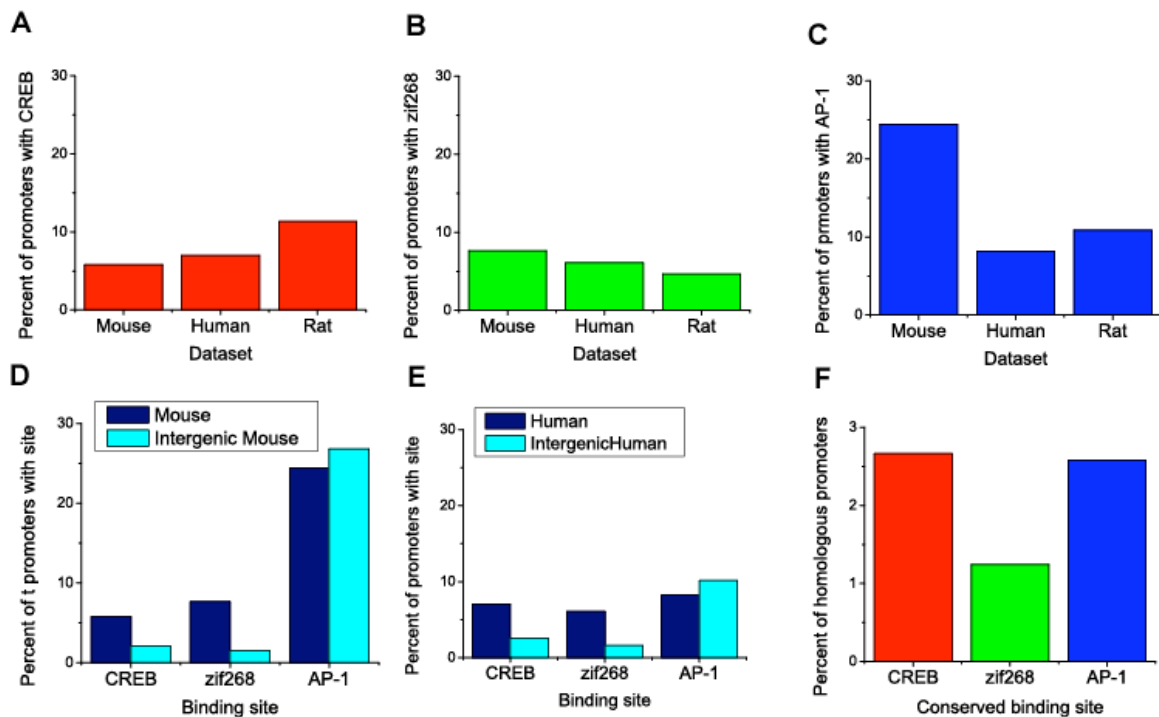 A
Percent of promoters with CREB
30
20
10
0
Mouse Human Rat
Dataset
B
Percent of promoters with zif268
30
20
10
0
Mouse Human Rat
Dataset
C
Percent of prmoters with AP-1
30
20
10
0
Mouse Human Rat
Dataset
D
Percent of t promoters with site
Mouse
Intergenic Mouse
30
20
10
0
CREB zif268 AP-1
Binding site
E
Percent of promoters with site
Human
IntergenicHuman
30
20
10
0
CREB zif268 AP-1
Binding site
F
Percent of homologous promoters
3
2
1
0
CREB zif268 AP-1
Conserved binding site